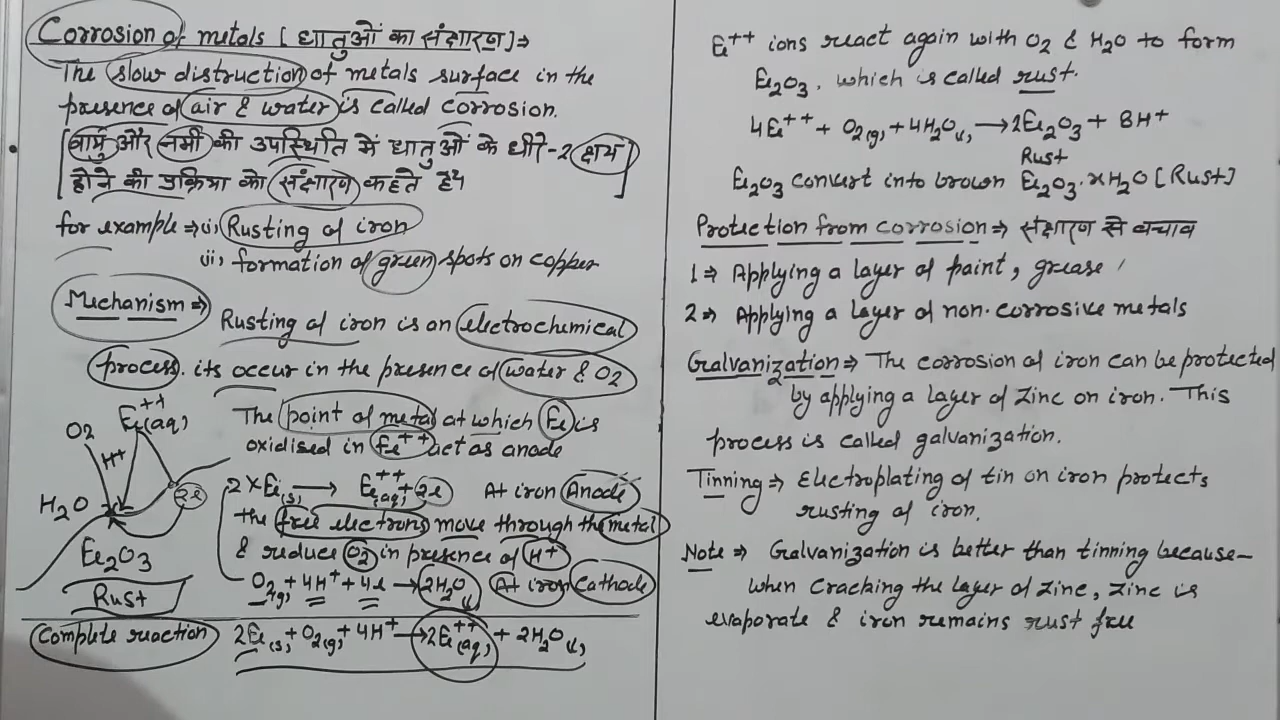 Corrosion of metals [धातुओं का संक्षारण]⇒
The slow distruction of metals surface in the
presence of air & water is called corrosion.
[वायु और नमी की उपस्थिति में धातुओं के धीरे-2 क्षय
होने की प्रक्रिया को संक्षारण कहते हैं]
for example ⇒ (i) Rusting of iron
(ii) formation of green spots on copper
Mechanism ⇒
Rusting of iron is an electrochemical
process. its occur in the presence of water & O2
The point of metal at which Fe is
oxidised in Fe++ act as anode
O2 Fe++(aq)
H+
H2O
2e
Fe2O3
Rust
2 × Fe(s) ⟶ Fe++(aq) + 2e At iron Anode
the free electrons move through the metal
& reduce O2 in presence of H+
O2(g) + 4H+ + 4e ⟶ 2H2O(l) At iron Cathode
Complete reaction 2Fe(s) + O2(g) + 4H+ ⟶ 2Fe++(aq) + 2H2O(l)
Fe++ ions react again with O2 & H2O to form
Fe2O3. which is called rust.
4Fe++ + O2(g) + 4H2O(l) ⟶ 2Fe2O3 + 8H+
Rust
Fe2O3 convert into brown Fe2O3.xH2O [Rust]
Protection from corrosion ⇒ संक्षारण से बचाव
1 ⇒ Applying a layer of paint, grease
2 ⇒ Applying a layer of non-corrosive metals
Galvanization ⇒ The corrosion of iron can be protected
by applying a layer of Zinc on iron. This
process is called galvanization.
Tinning ⇒ Electroplating of tin on iron protects
rusting of iron.
Note ⇒ Galvanization is better than tinning because—
when cracking the layer of Zinc, Zinc is
evaporate & iron remains rust free